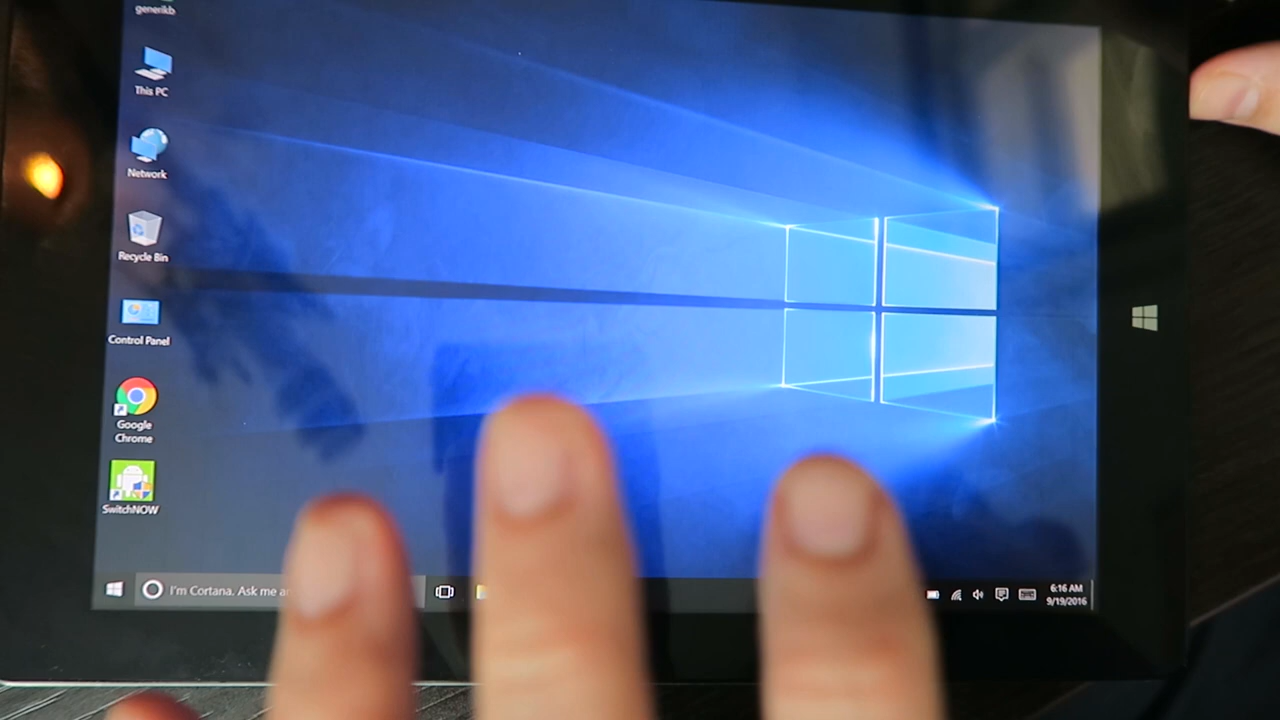 generikb
This PC
Network
Recycle Bin
Control Panel
Google
Chrome
SwitchNOW
I'm Cortana. Ask me
6:16 AM
9/19/2016